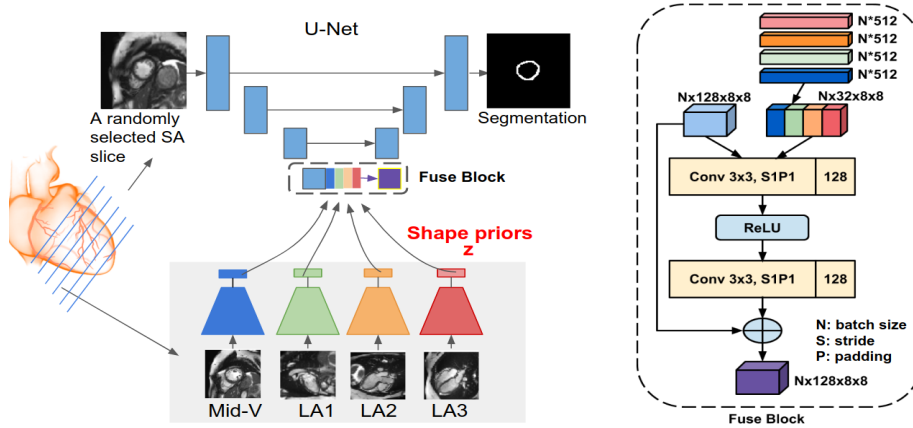 U-Net
A randomly
selected SA
slice
Segmentation
Fuse Block
Shape priors
z
Mid-V
LA1
LA2
LA3
N*512
N*512
N*512
N*512
Nx128x8x8
Nx32x8x8
Conv 3x3, S1P1
128
ReLU
Conv 3x3, S1P1
128
N: batch size
S: stride
P: padding
Nx128x8x8
Fuse Block